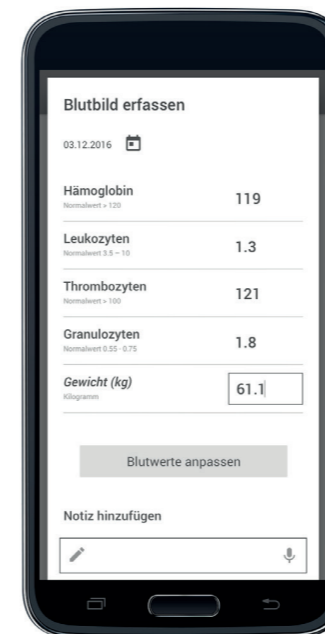 Blutbild erfassen
03.12.2016
Hämoglobin
Normalwert > 120
119
Leukozyten
Normalwert 3.5 – 10
1.3
Thrombozyten
Normalwert > 100
121
Granulozyten
Normalwert 0.55 - 0.75
1.8
Gewicht (kg)
Kilogramm
61.1
Blutwerte anpassen
Notiz hinzufügen